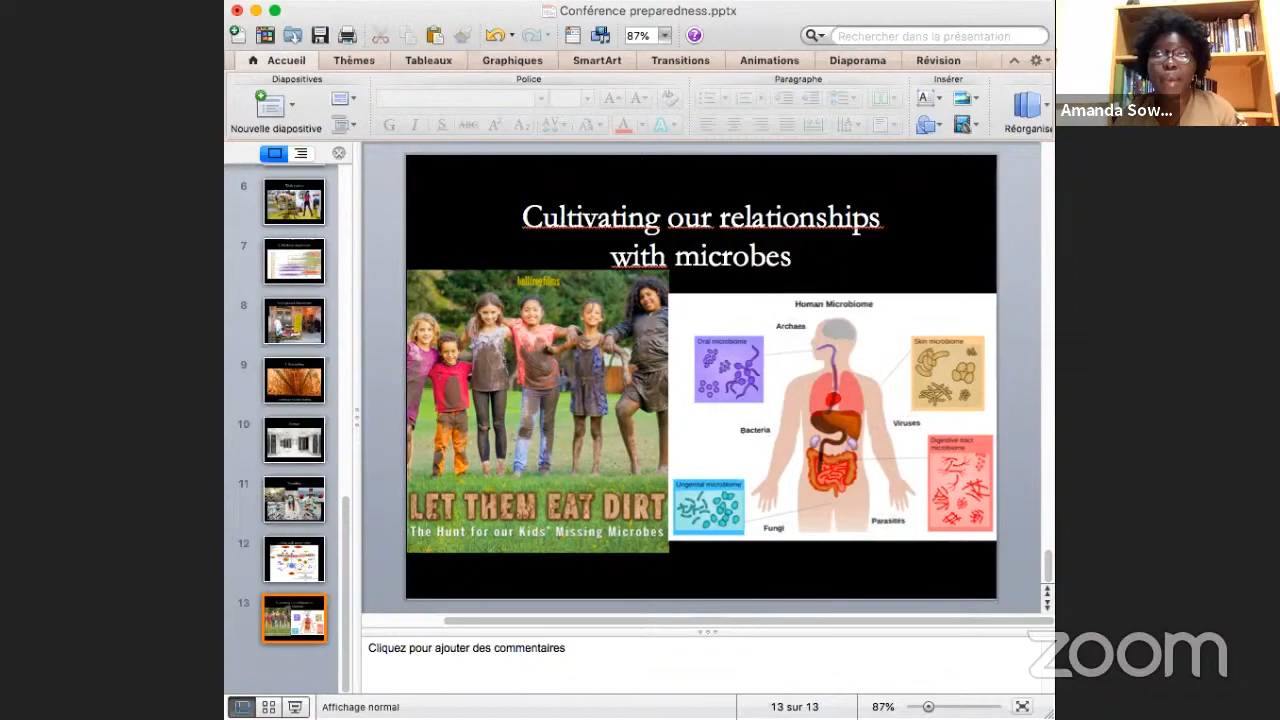 Conférence preparedness.pptx
87%
Rechercher dans la présentation
Accueil
Thèmes
Tableaux
Graphiques
SmartArt
Transitions
Animations
Diaporama
Révision
Diapositives
Police
Paragraphe
Insérer
Nouvelle diapositive
Réorganise
Amanda Sow...
6
7
8
9
10
11
12
13
Cultivating our relationships
with microbes
LET THEM EAT DIRT
The Hunt for our Kids' Missing Microbes
Human Microbiome
Archaes
Oral microbiome
Skin microbiome
Bacteria
Viruses
Digestive tract
microbiome
Urogenital microbiome
Fungi
Parasites
Cliquez pour ajouter des commentaires
Affichage normal
13 sur 13
87%
zoom